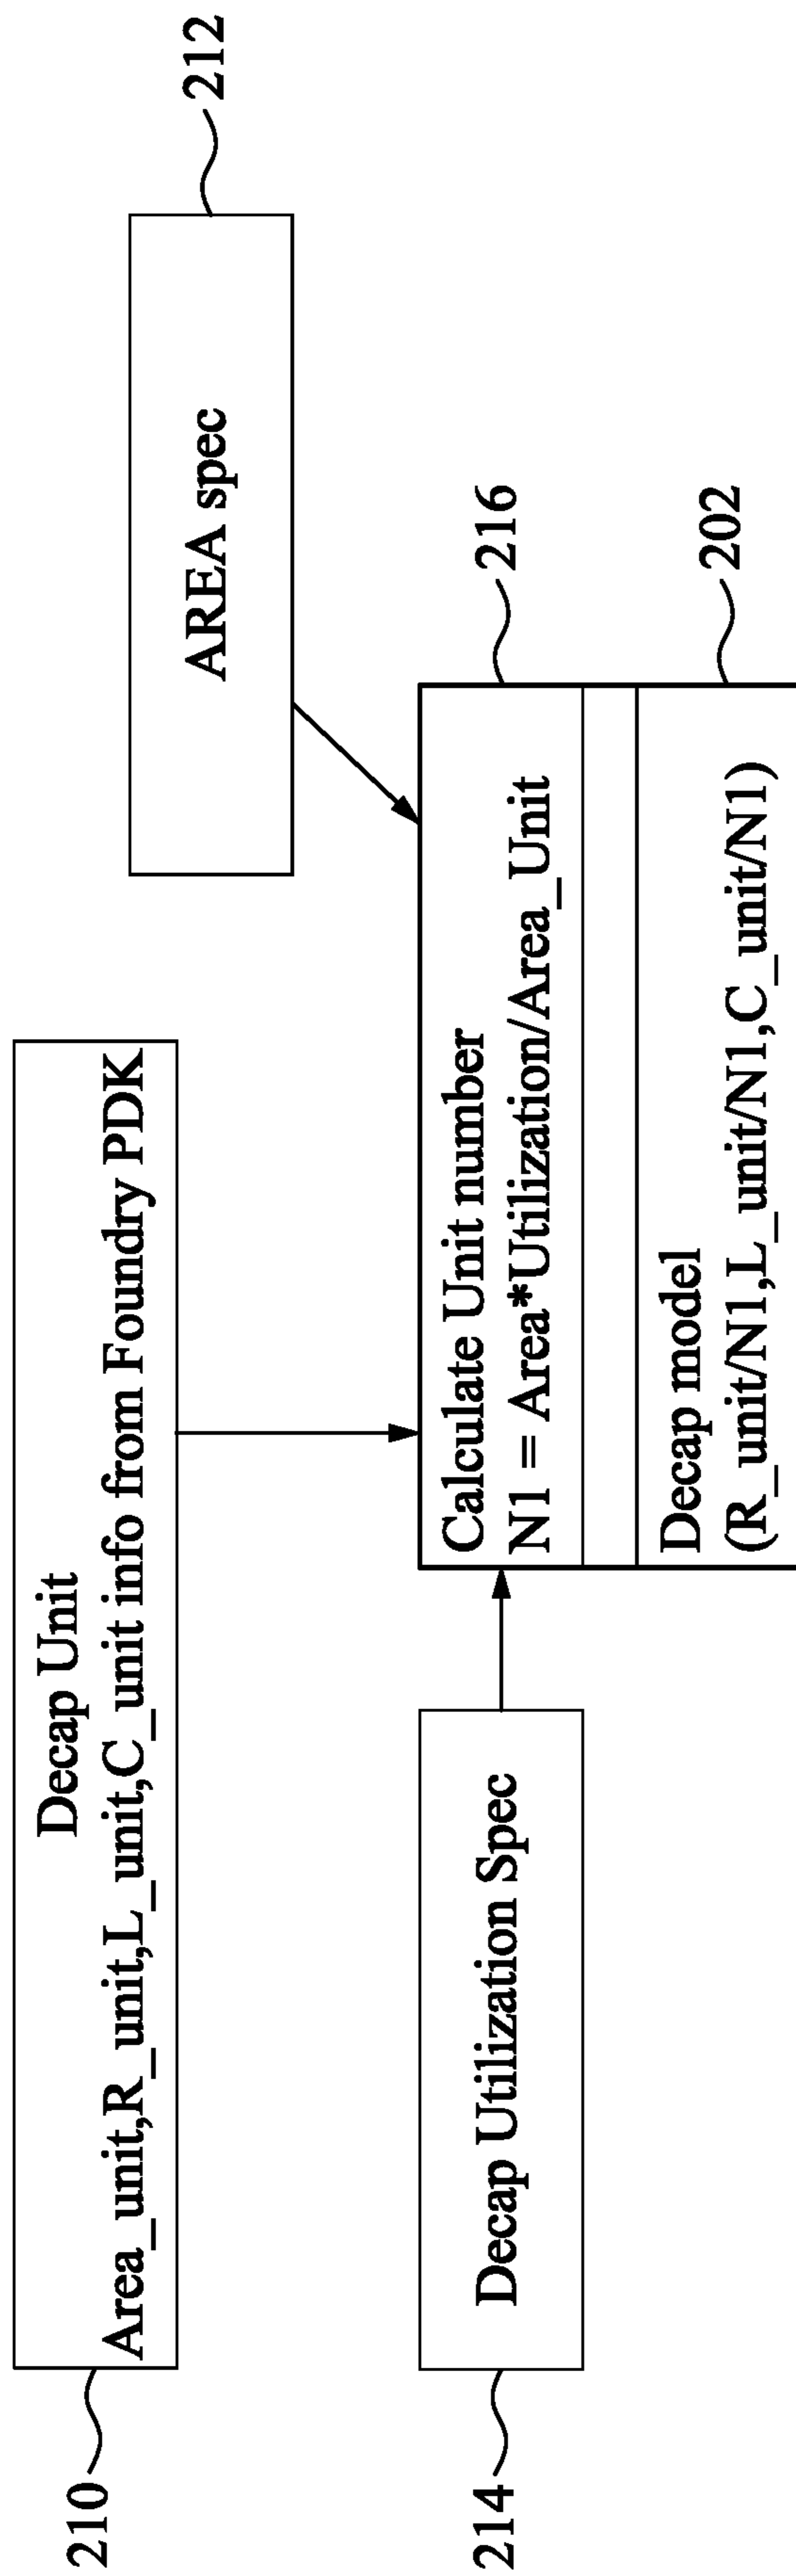 210
Decap Unit
Area_unit,R_unit,L_unit,C_unit info from Foundry PDK
AREA spec
212
214
Decap Utilization Spec
Calculate Unit number
N1 = Area*Utilization/Area_Unit
216
Decap model
(R_unit/N1,L_unit/N1,C_unit/N1)
202